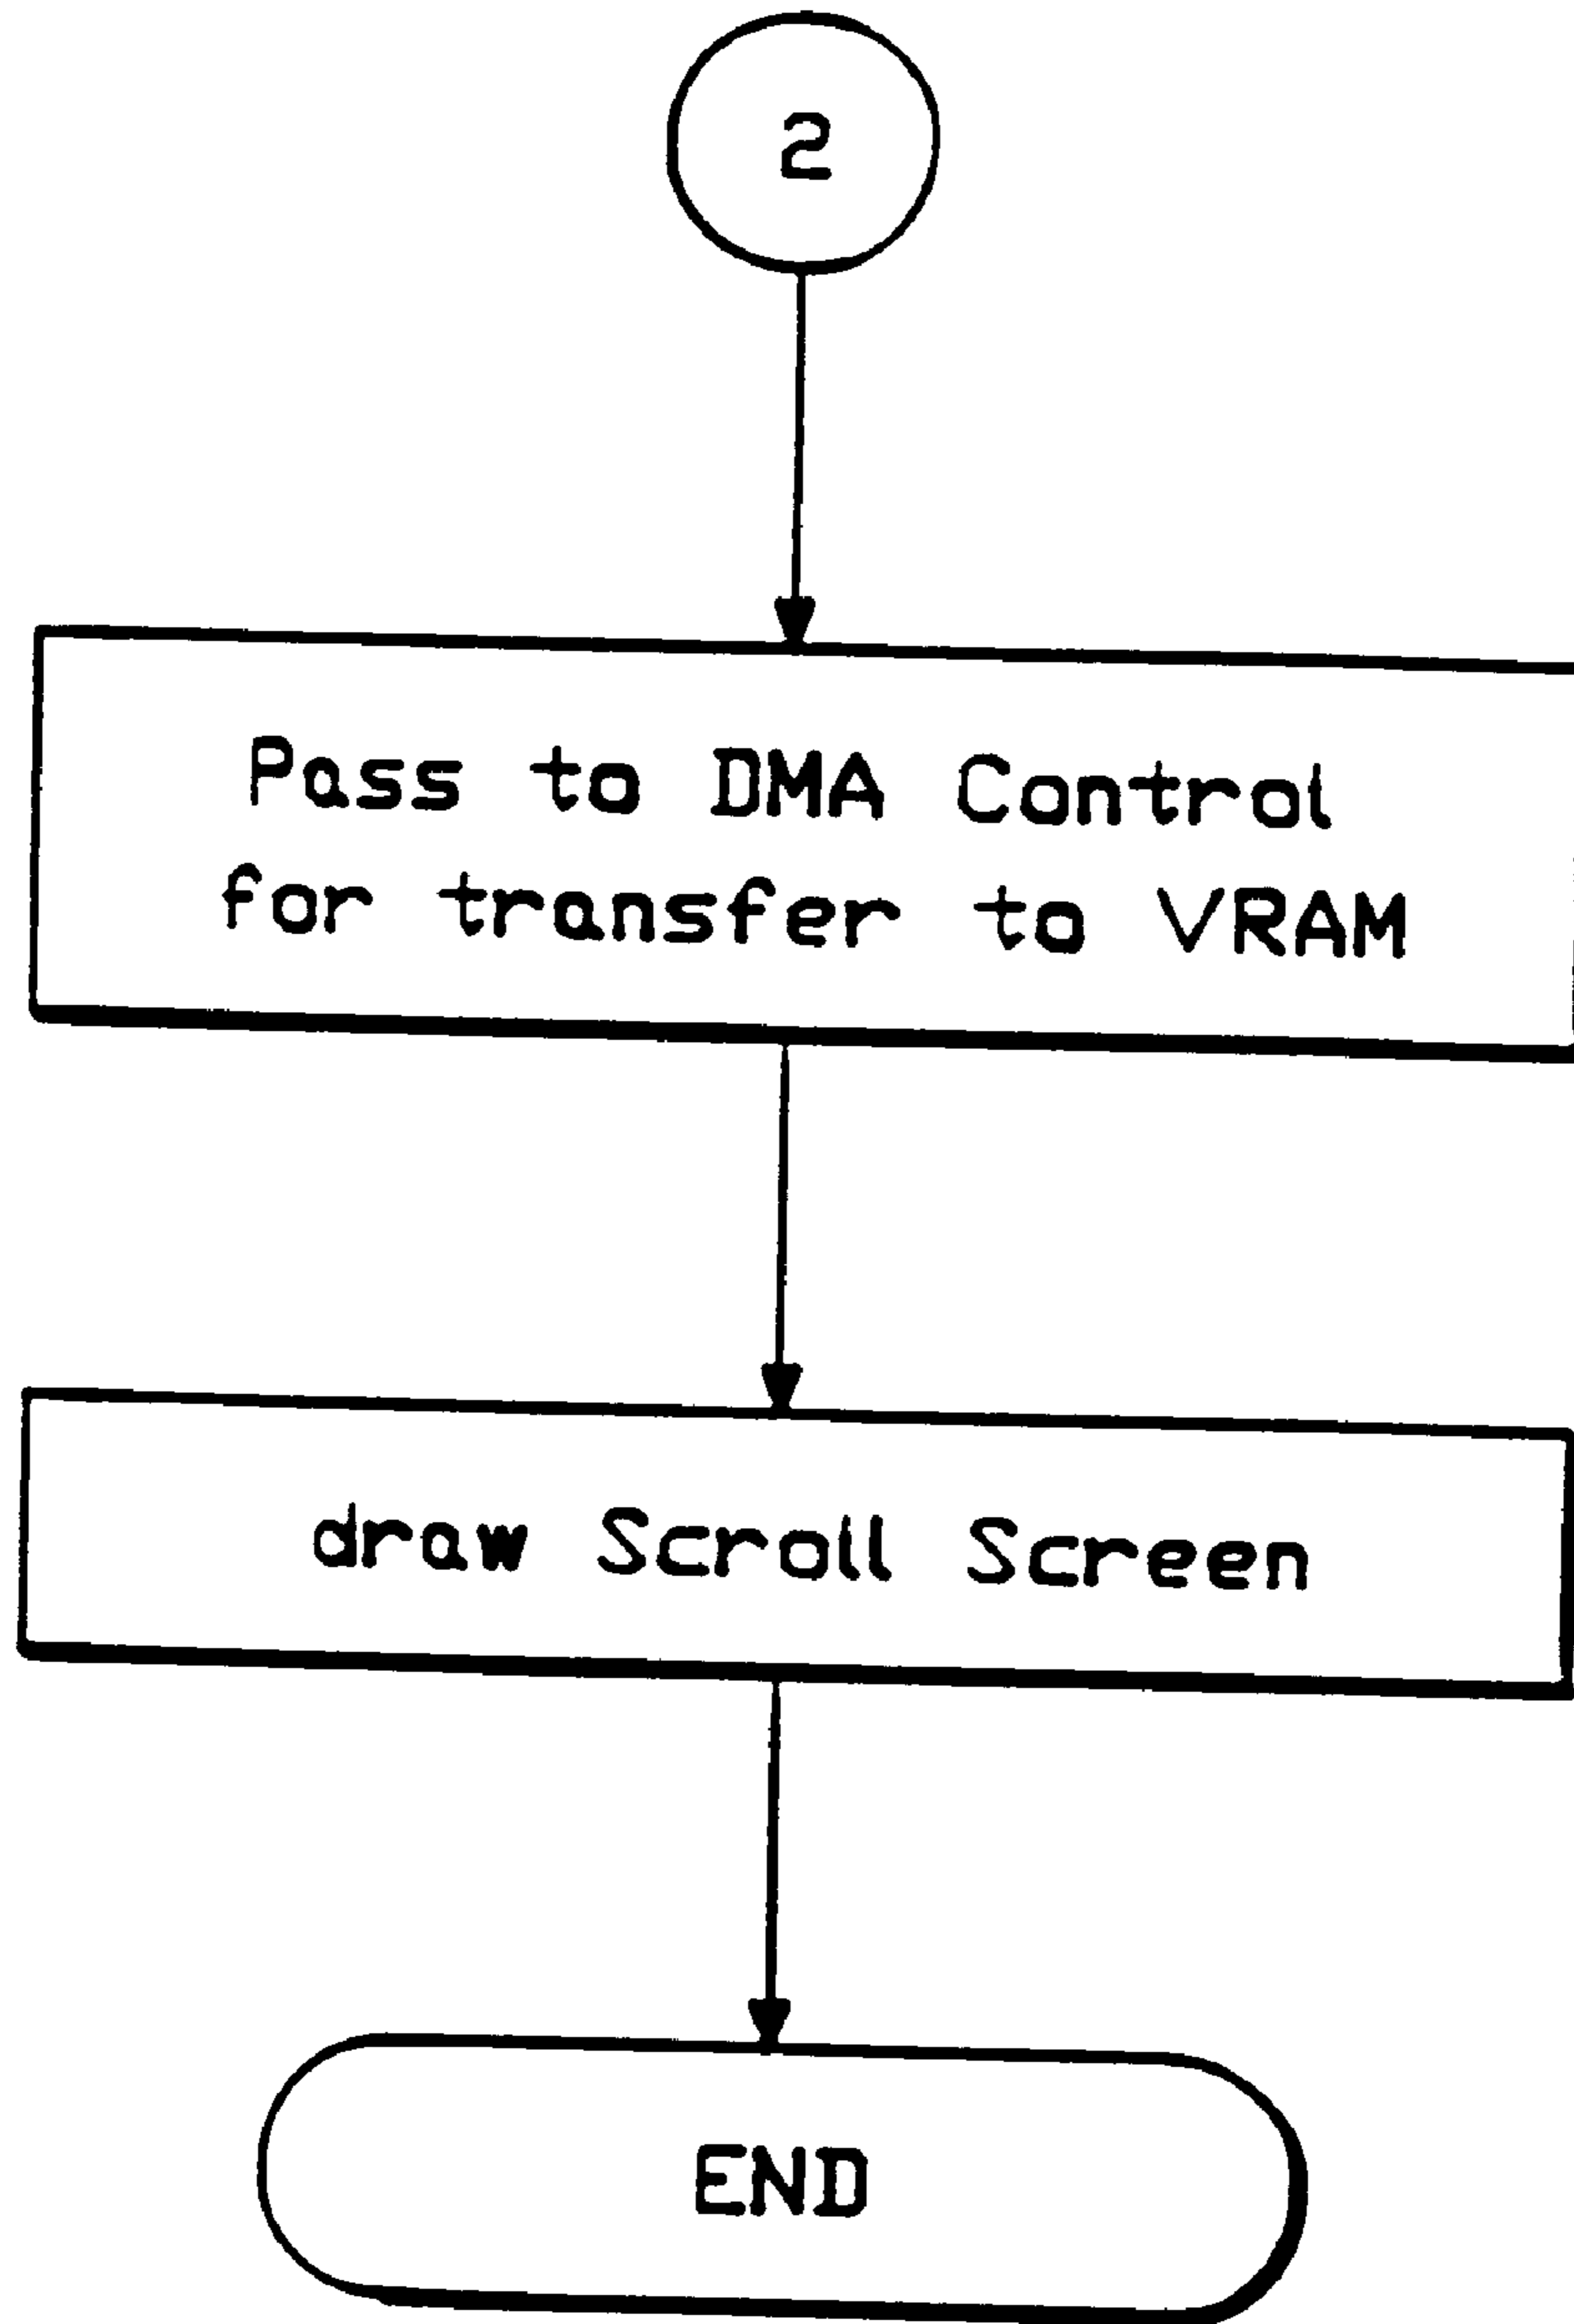 2
Pass to DMA Control
for transfer to VRAM
draw Scroll Screen
END